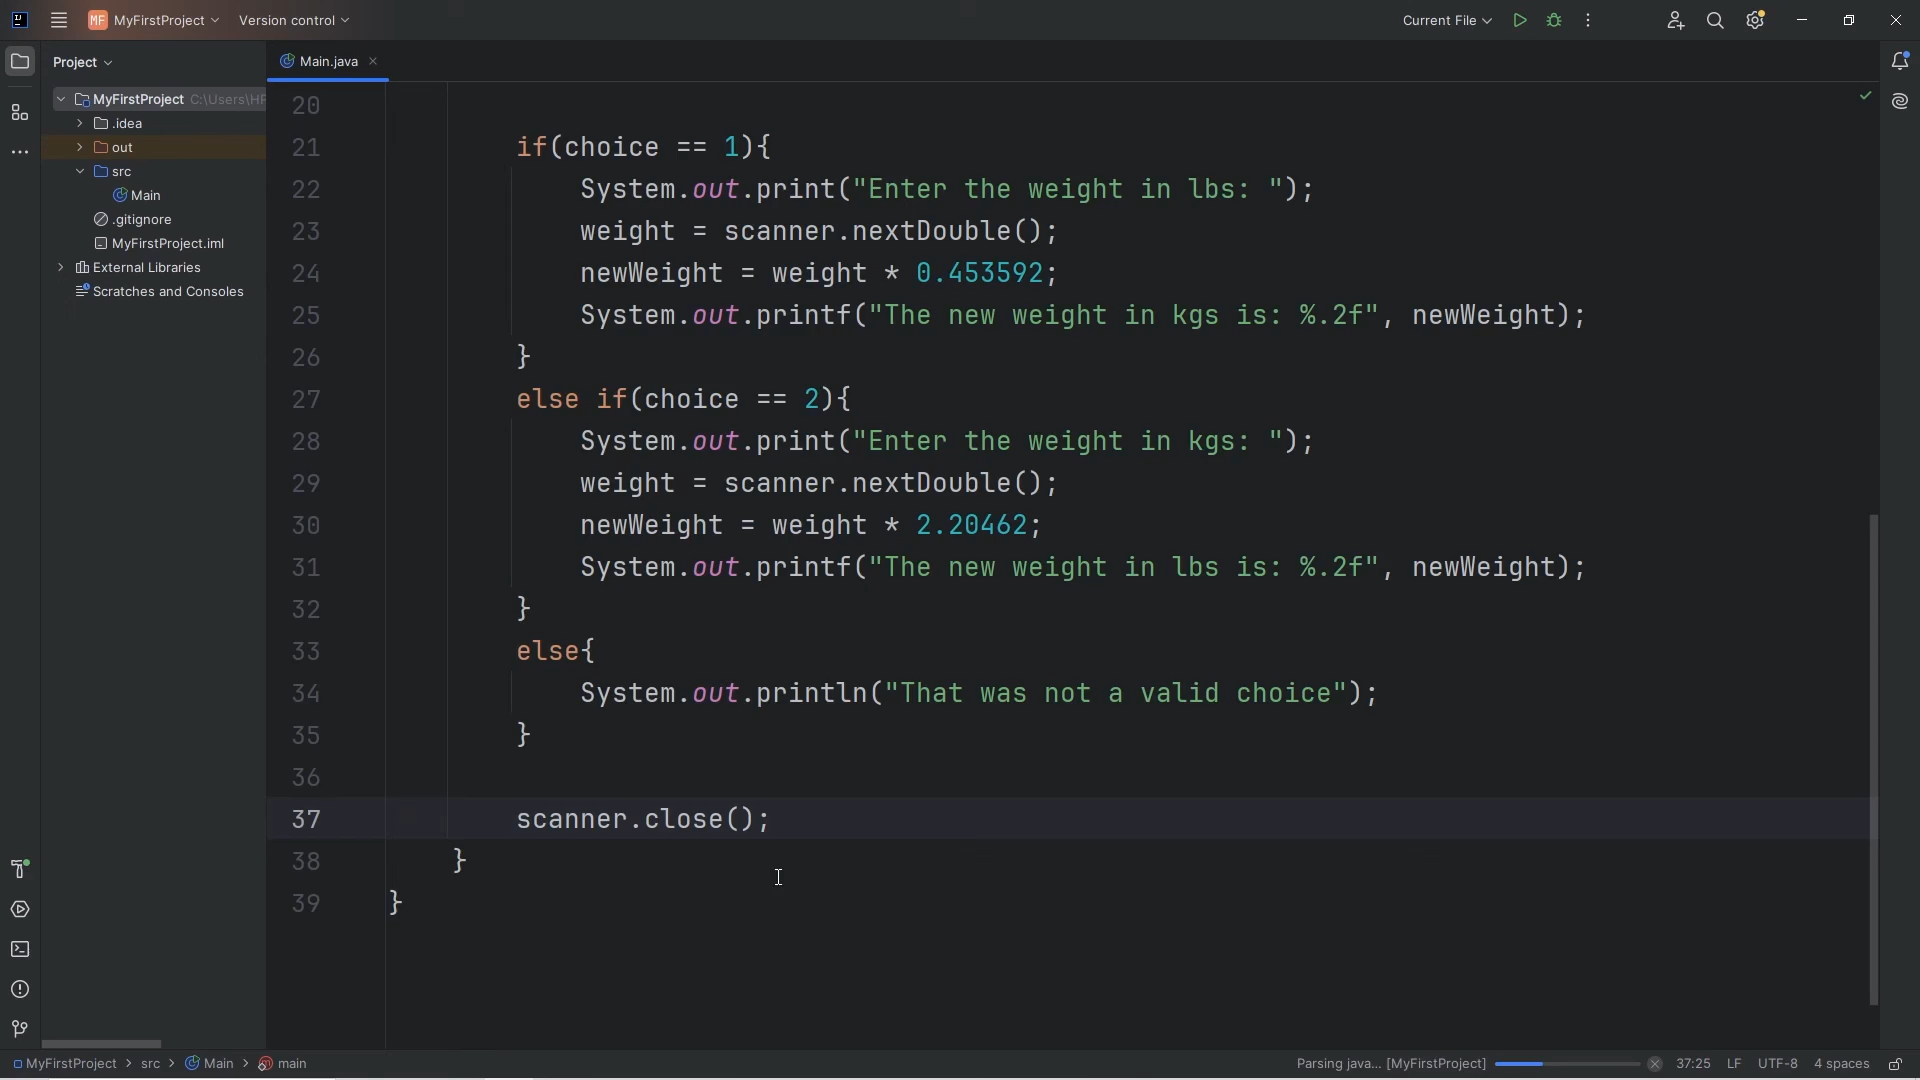 MF MyFirstProject Version control Current File
Project
Main.java
MyFirstProject C:\Users\HP
.idea
out
src
Main
.gitignore
MyFirstProject.iml
External Libraries
Scratches and Consoles
20
21 if(choice == 1){
22 System.out.print("Enter the weight in lbs: ");
23 weight = scanner.nextDouble();
24 newWeight = weight * 0.453592;
25 System.out.printf("The new weight in kgs is: %.2f", newWeight);
26 }
27 else if(choice == 2){
28 System.out.print("Enter the weight in kgs: ");
29 weight = scanner.nextDouble();
30 newWeight = weight * 2.20462;
31 System.out.printf("The new weight in lbs is: %.2f", newWeight);
32 }
33 else{
34 System.out.println("That was not a valid choice");
35 }
36
37 scanner.close();
38 }
39 }
MyFirstProject > src > Main > main Parsing java... [MyFirstProject] 37:25 LF UTF-8 4 spaces